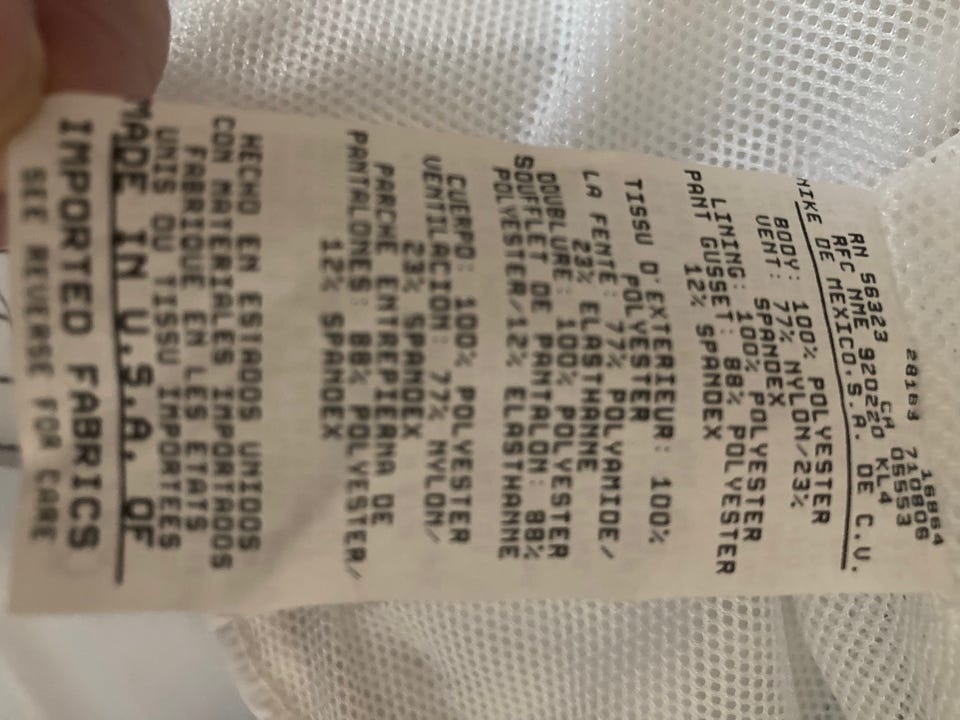 16864
28163 710806
CA 05553
RN 56323
RFC NME 920220 KL4
NIKE DE MEXICO.S.A. DE C.V.
BODY: 100% POLYESTER
VENT: 77% NYLON/23%
SPANDEX
LINING: 100% POLYESTER
PANT GUSSET: 88% POLYESTER
12% SPANDEX
TISSU D'EXTERIEUR: 100%
POLYESTER
LA FENTE: 77% POLYAMIDE/
23% ELASTHANNE
DOUBLURE: 100% POLYESTER
SOUFFLET DE PANTALON: 88%
POLYESTER/12% ELASTHANNE
CUERPO: 100% POLYESTER
VENTILACION: 77% NYLON/
23% SPANDEX
PARCHE ENTREPIERNA DE
PANTALONES: 88% POLYESTER/
12% SPANDEX
HECHO EN ESTADOS UNIDOS
CON MATERIALES IMPORTADOS
FABRIQUE EN LES ETATS
UNIS DU TISSU IMPORTEES
MADE IN U.S.A. OF
IMPORTED FABRICS
SEE REVERSE FOR CARE